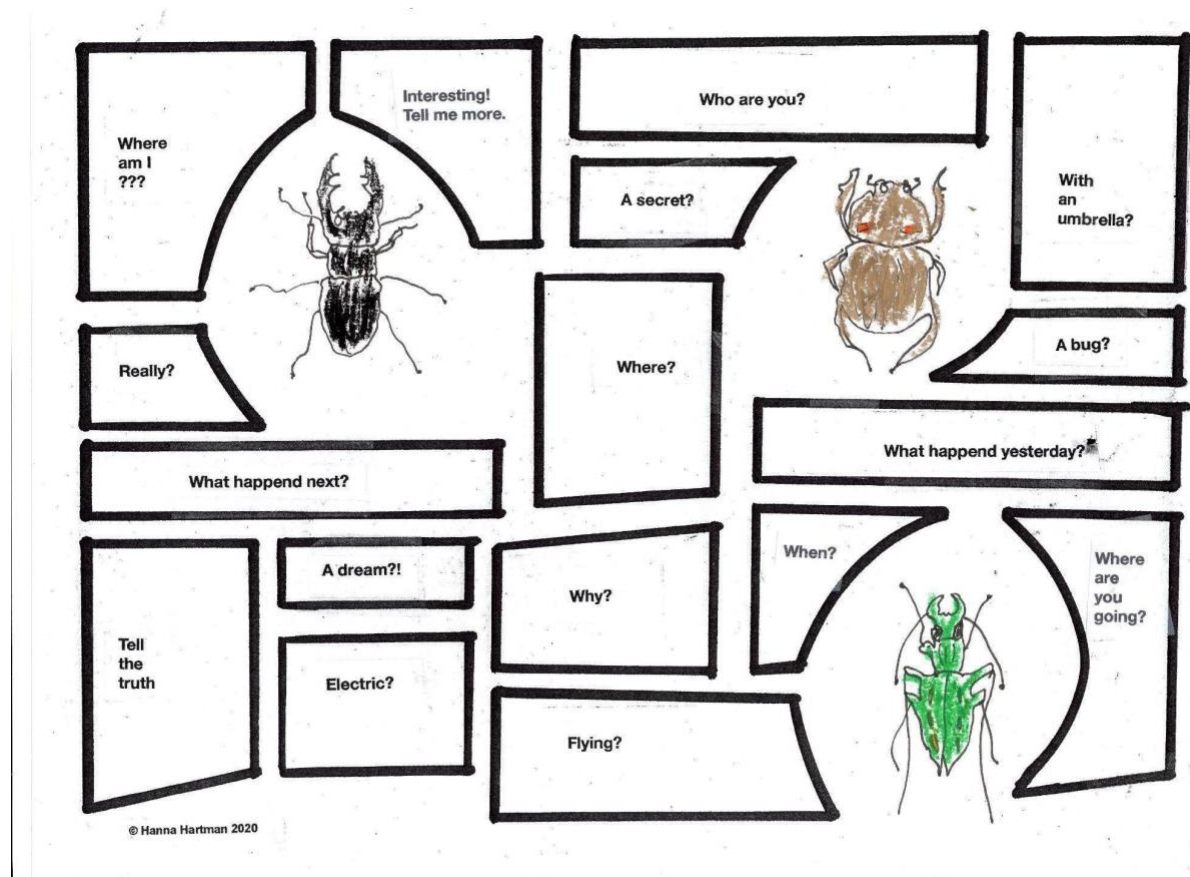 Where
am I
???
Interesting!
Tell me more.
Who are you?
With
an
umbrella?
A secret?
Really?
Where?
A bug?
What happend next?
What happend yesterday?
Tell
the
truth
A dream?!
Electric?
Why?
Flying?
When?
Where
are
you
going?
© Hanna Hartman 2020